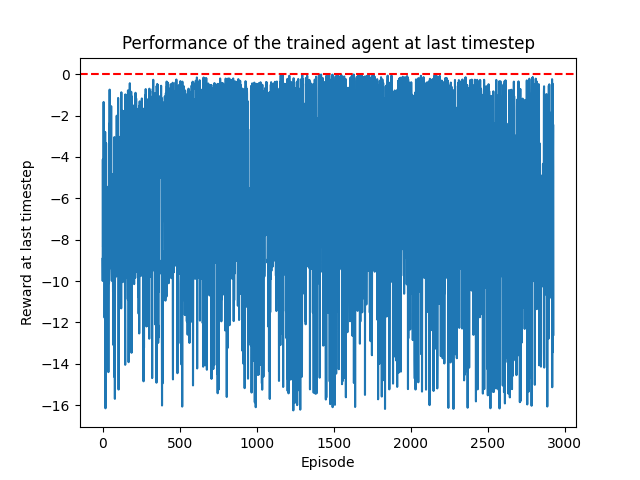 Performance of the trained agent at last timestep
Reward at last timestep
0
−2
−4
−6
−8
−10
−12
−14
−16
0 500 1000 1500 2000 2500 3000
Episode